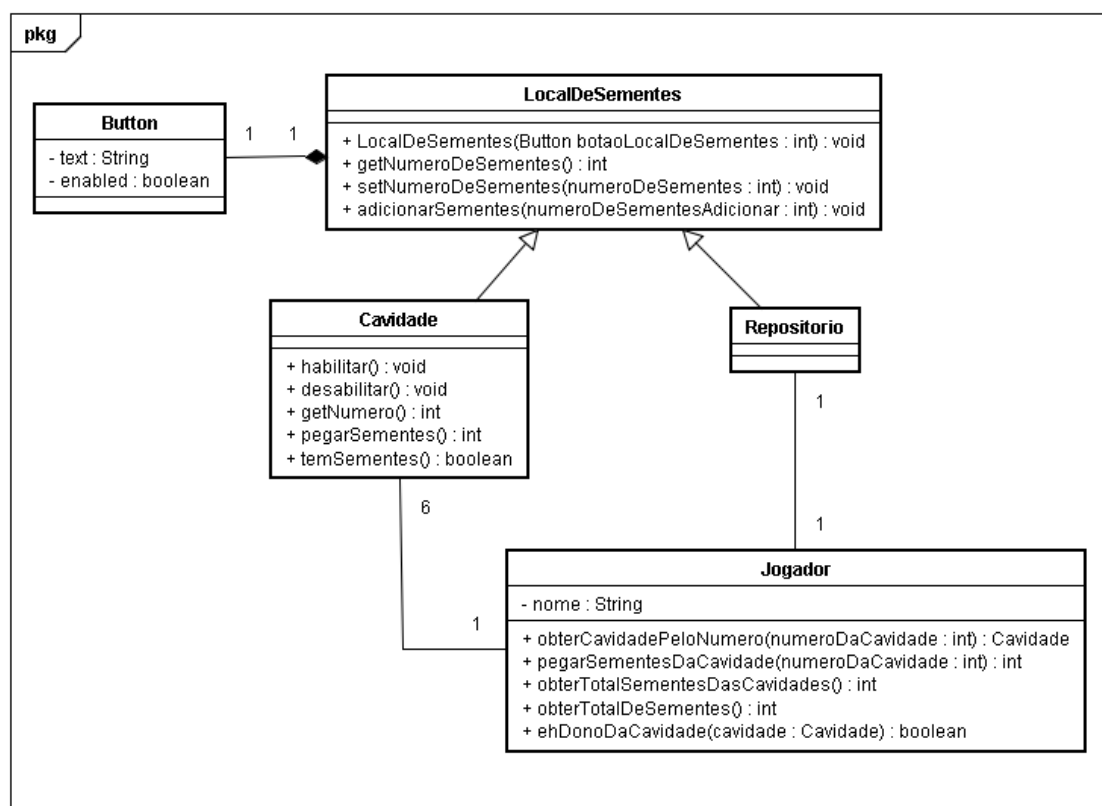 pkg
LocalDeSementes
+ LocalDeSementes(Button botaoLocalDeSementes : int) : void
+ getNumeroDeSementes() : int
+ setNumeroDeSementes(numeroDeSementes : int) : void
+ adicionarSementes(numeroDeSementesAdicionar : int) : void
Button
- text : String
- enabled : boolean
1
1
Cavidade
+ habilitar() : void
+ desabilitar() : void
+ getNumero() : int
+ pegarSementes() : int
+ temSementes() : boolean
Repositorio
1
6
1
1
Jogador
- nome : String
+ obterCavidadePeloNumero(numeroDaCavidade : int) : Cavidade
+ pegarSementesDaCavidade(numeroDaCavidade : int) : int
+ obterTotalSementesDasCavidades() : int
+ obterTotalDeSementes() : int
+ ehDonoDaCavidade(cavidade : Cavidade) : boolean